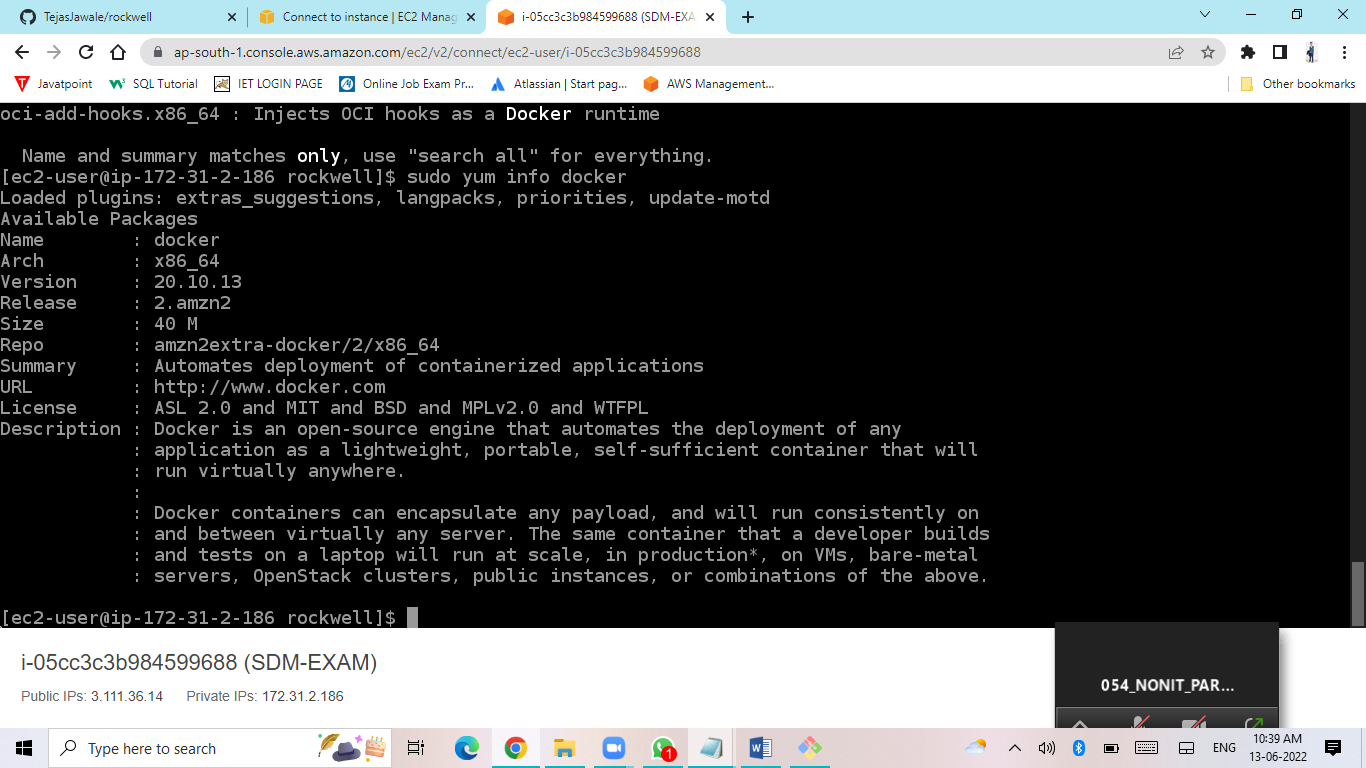 TejasJawale/rockwell
Connect to instance | EC2 Manag
i-05cc3c3b984599688 (SDM-EXA
ap-south-1.console.aws.amazon.com/ec2/v2/connect/ec2-user/i-05cc3c3b984599688
Javatpoint
SQL Tutorial
IET LOGIN PAGE
Online Job Exam Pr...
Atlassian | Start pag...
AWS Management...
Other bookmarks
oci-add-hooks.x86_64 : Injects OCI hooks as a Docker runtime
Name and summary matches only, use "search all" for everything.
[ec2-user@ip-172-31-2-186 rockwell]$ sudo yum info docker
Loaded plugins: extras_suggestions, langpacks, priorities, update-motd
Available Packages
Name : docker
Arch : x86_64
Version : 20.10.13
Release : 2.amzn2
Size : 40 M
Repo : amzn2extra-docker/2/x86_64
Summary : Automates deployment of containerized applications
URL : http://www.docker.com
License : ASL 2.0 and MIT and BSD and MPLv2.0 and WTFPL
Description : Docker is an open-source engine that automates the deployment of any
: application as a lightweight, portable, self-sufficient container that will
: run virtually anywhere.
:
: Docker containers can encapsulate any payload, and will run consistently on
: and between virtually any server. The same container that a developer builds
: and tests on a laptop will run at scale, in production*, on VMs, bare-metal
: servers, OpenStack clusters, public instances, or combinations of the above.
[ec2-user@ip-172-31-2-186 rockwell]$
i-05cc3c3b984599688 (SDM-EXAM)
Public IPs: 3.111.36.14 Private IPs: 172.31.2.186
054_NONIT_PAR...
Type here to search
1
ENG
10:39 AM
13-06-2022